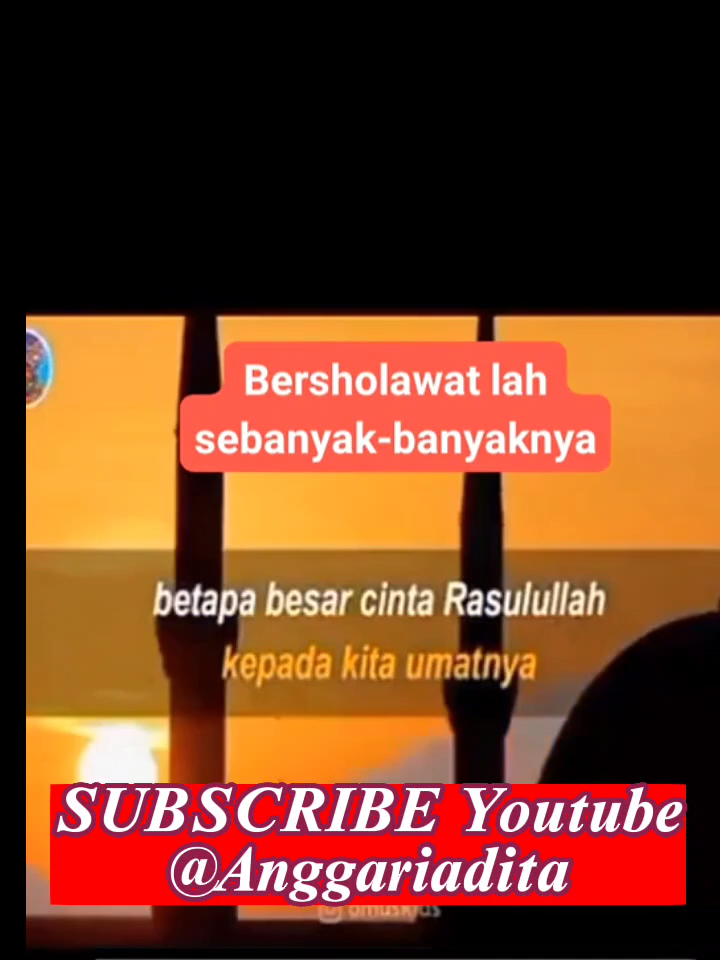 Bersholawat lah
sebanyak-banyaknya
betapa besar cinta Rasulullah
kepada kita umatnya
SUBSCRIBE Youtube
@Anggariadita